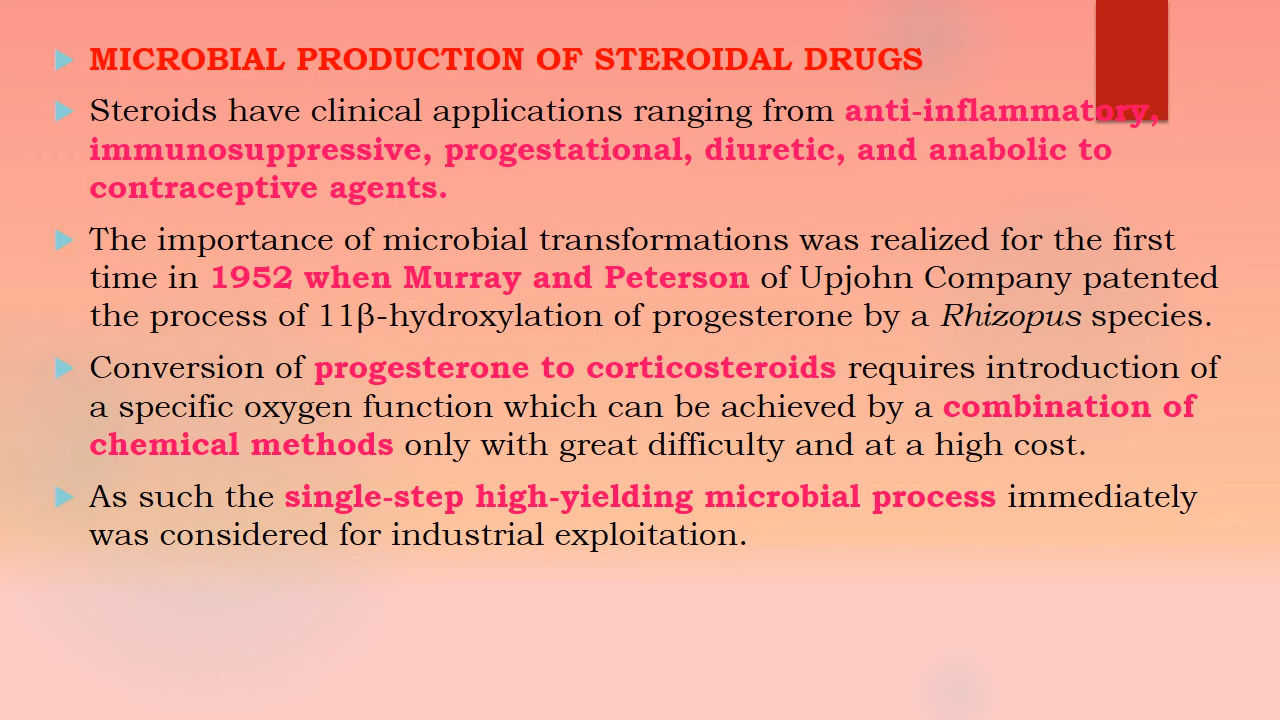 MICROBIAL PRODUCTION OF STEROIDAL DRUGS
Steroids have clinical applications ranging from anti-inflammatory,
immunosuppressive, progestational, diuretic, and anabolic to
contraceptive agents.
The importance of microbial transformations was realized for the first
time in 1952 when Murray and Peterson of Upjohn Company patented
the process of 11β-hydroxylation of progesterone by a Rhizopus species.
Conversion of progesterone to corticosteroids requires introduction of
a specific oxygen function which can be achieved by a combination of
chemical methods only with great difficulty and at a high cost.
As such the single-step high-yielding microbial process immediately
was considered for industrial exploitation.